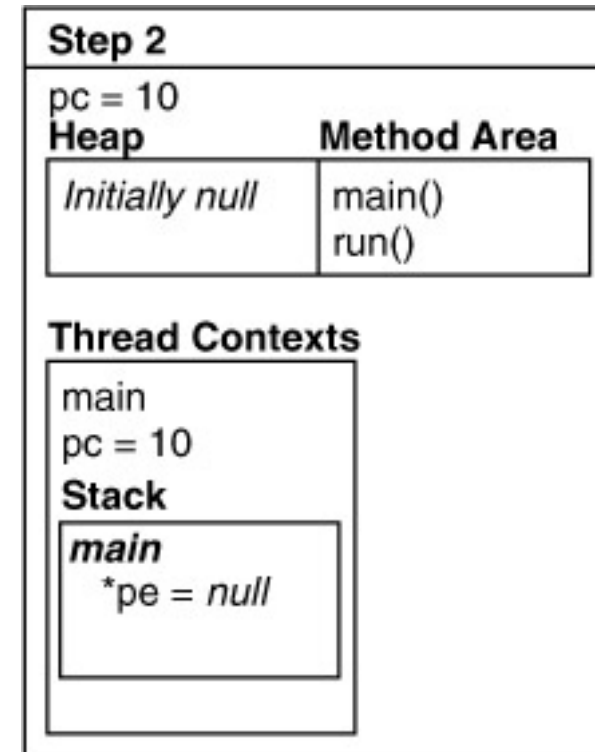 Step 2
pc = 10
Heap
Method Area
Initially null
main()
run()
Thread Contexts
main
pc = 10
Stack
main
*pe = null